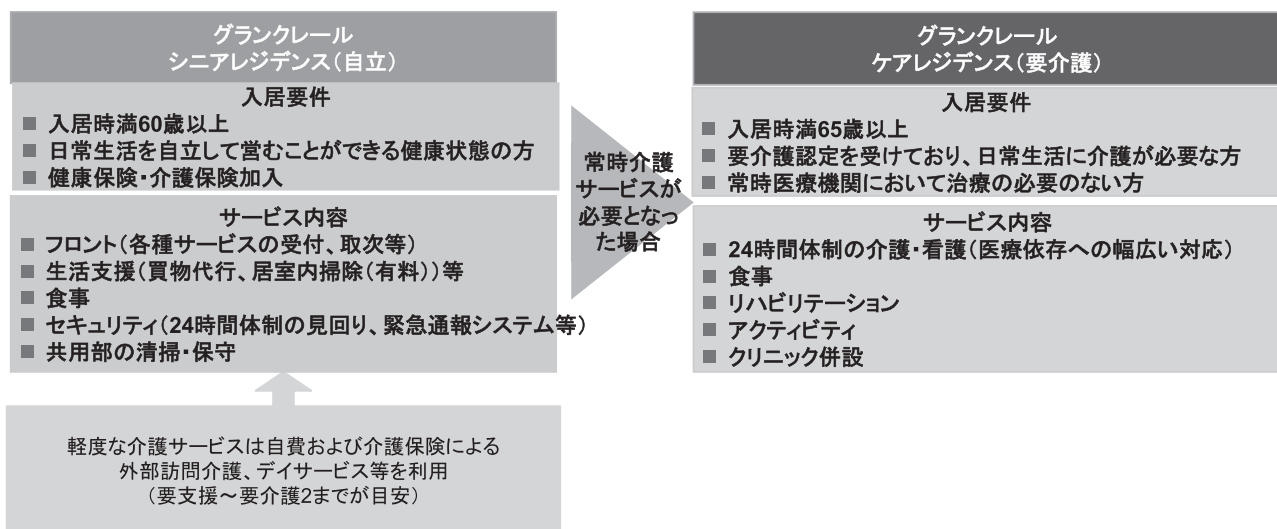 グランクレール
シニアレジデンス（自立）
入居要件
■ 入居時満60歳以上
■ 日常生活を自立して営むことができる健康状態の方
■ 健康保険・介護保険加入
サービス内容
■ フロント（各種サービスの受付、取次等）
■ 生活支援（買物代行、居室内掃除（有料））等
■ 食事
■ セキュリティ（24時間体制の見回り、緊急通報システム等）
■ 共用部の清掃・保守
軽度な介護サービスは自費および介護保険による
外部訪問介護、デイサービス等を利用
（要支援～要介護2までが目安）
常時介護
サービスが
必要となっ
た場合
グランクレール
ケアレジデンス（要介護）
入居要件
■ 入居時満65歳以上
■ 要介護認定を受けており、日常生活に介護が必要な方
■ 常時医療機関において治療の必要のない方
サービス内容
■ 24時間体制の介護・看護（医療依存への幅広い対応）
■ 食事
■ リハビリテーション
■ アクティビティ
■ クリニック併設